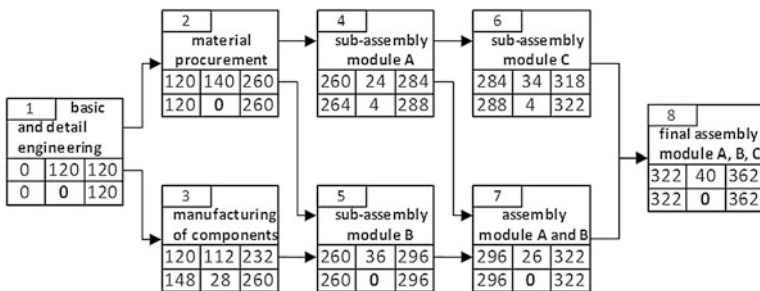 2
material
procurement
120 140 260
120 0 260
4
sub-assembly
module A
260 24 284
264 4 288
6
sub-assembly
module C
284 34 318
288 4 322
1 basic
and detail
engineering
0 120 120
0 0 120
8
final assembly
module A, B, C
322 40 362
322 0 362
3
manufacturing
of components
120 112 232
148 28 260
5
sub-assembly
module B
260 36 296
260 0 296
7
assembly
module A and B
296 26 322
296 0 322